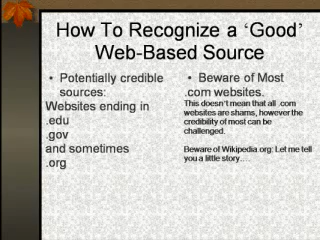 How To Recognize a ‘Good’
Web-Based Source
• Potentially credible
sources:
Websites ending in
.edu
.gov
and sometimes
.org
• Beware of Most
.com websites.
This doesn't mean that all .com
websites are shams, however the
credibility of most can be
challenged.
Beware of Wikipedia.org: Let me tell
you a little story….